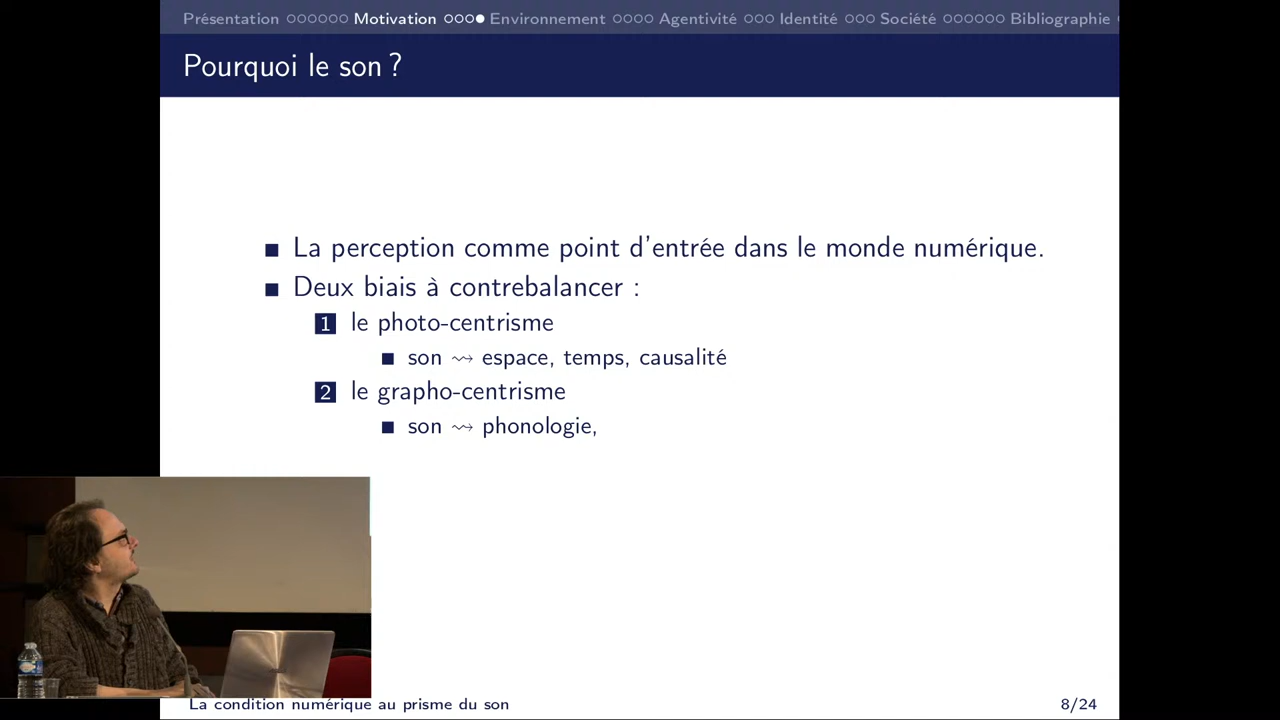 Présentation Motivation Environnement Agentivité Identité Société Bibliographie
Pourquoi le son ?
La perception comme point d'entrée dans le monde numérique.
Deux biais à contrebalancer :
1 le photo-centrisme
son ⇝ espace, temps, causalité
2 le grapho-centrisme
son ⇝ phonologie,
La condition numérique au prisme du son 8/24